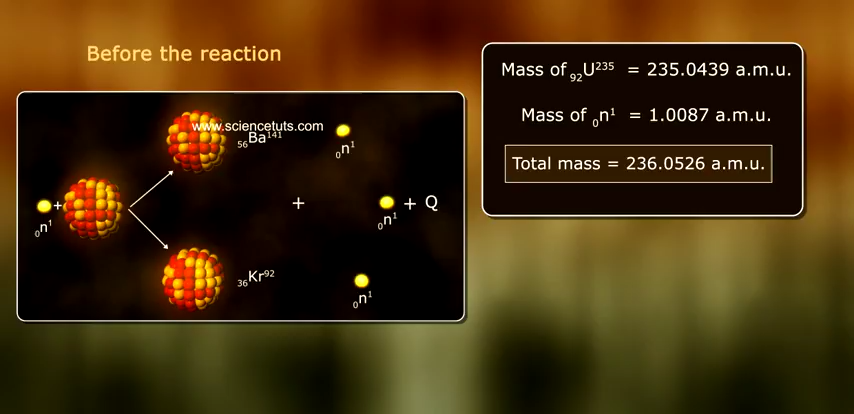 Before the reaction
www.sciencetuts.com
₅₆Ba¹⁴¹
₀n¹
₀n¹
+
+
₀n¹
+ Q
₃₆Kr⁹²
₀n¹
Mass of ₉₂U²³⁵ = 235.0439 a.m.u.
Mass of ₀n¹ = 1.0087 a.m.u.
Total mass = 236.0526 a.m.u.